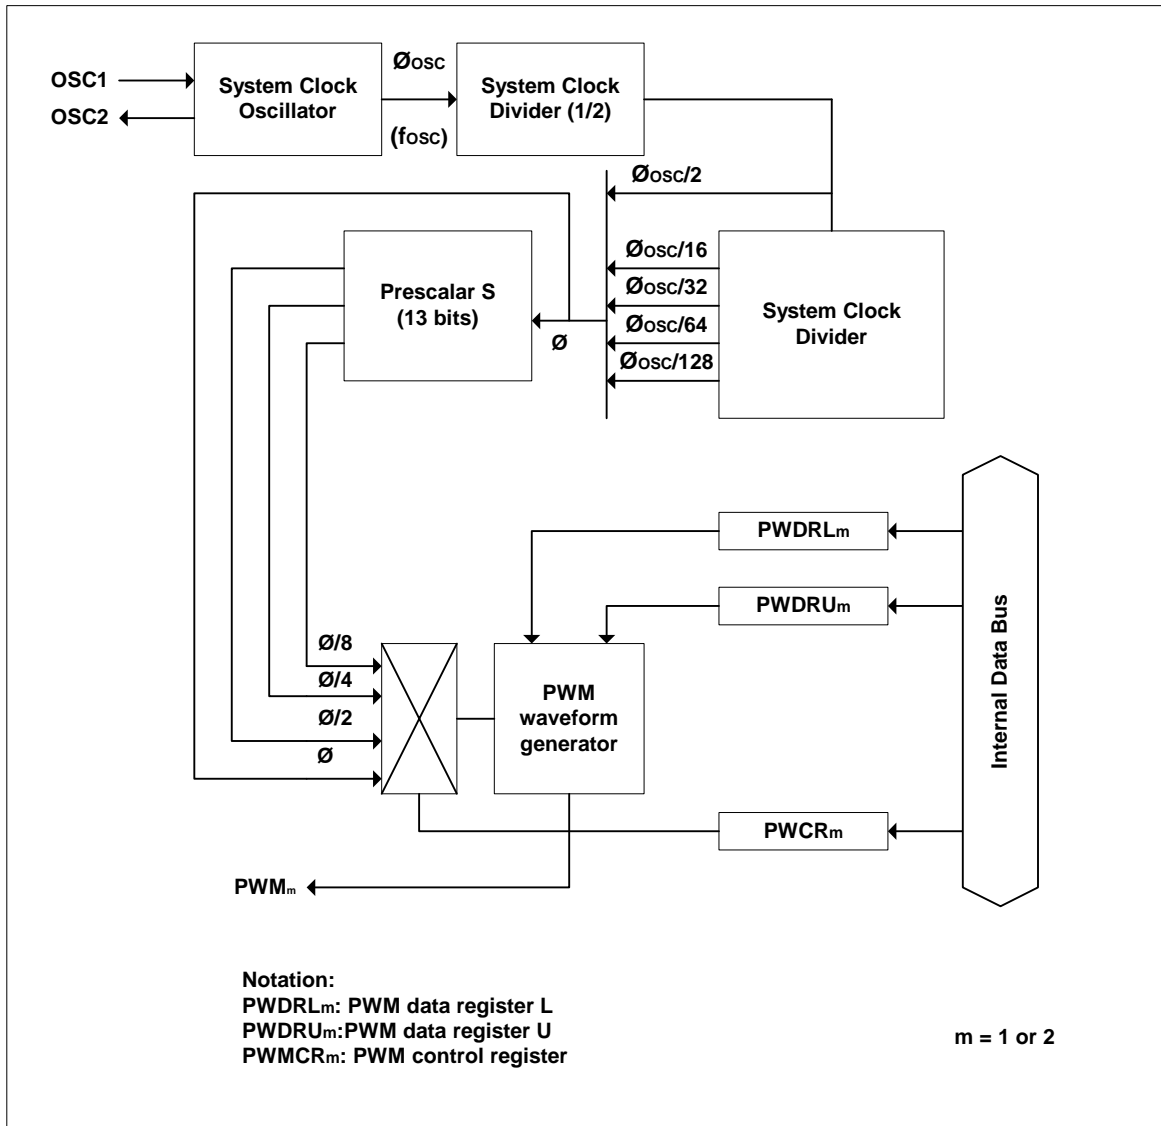 OSC1
OSC2
System Clock
Oscillator
Øosc
(fosc)
System Clock
Divider (1/2)
Øosc/2
Øosc/16
Øosc/32
Øosc/64
Øosc/128
System Clock
Divider
Prescalar S
(13 bits)
Ø
PWDRLm
PWDRUm
Internal Data Bus
Ø/8
Ø/4
Ø/2
Ø
PWM
waveform
generator
PWCRm
PWMm
Notation:
PWDRLm: PWM data register L
PWDRUm:PWM data register U
PWMCRm: PWM control register
m = 1 or 2